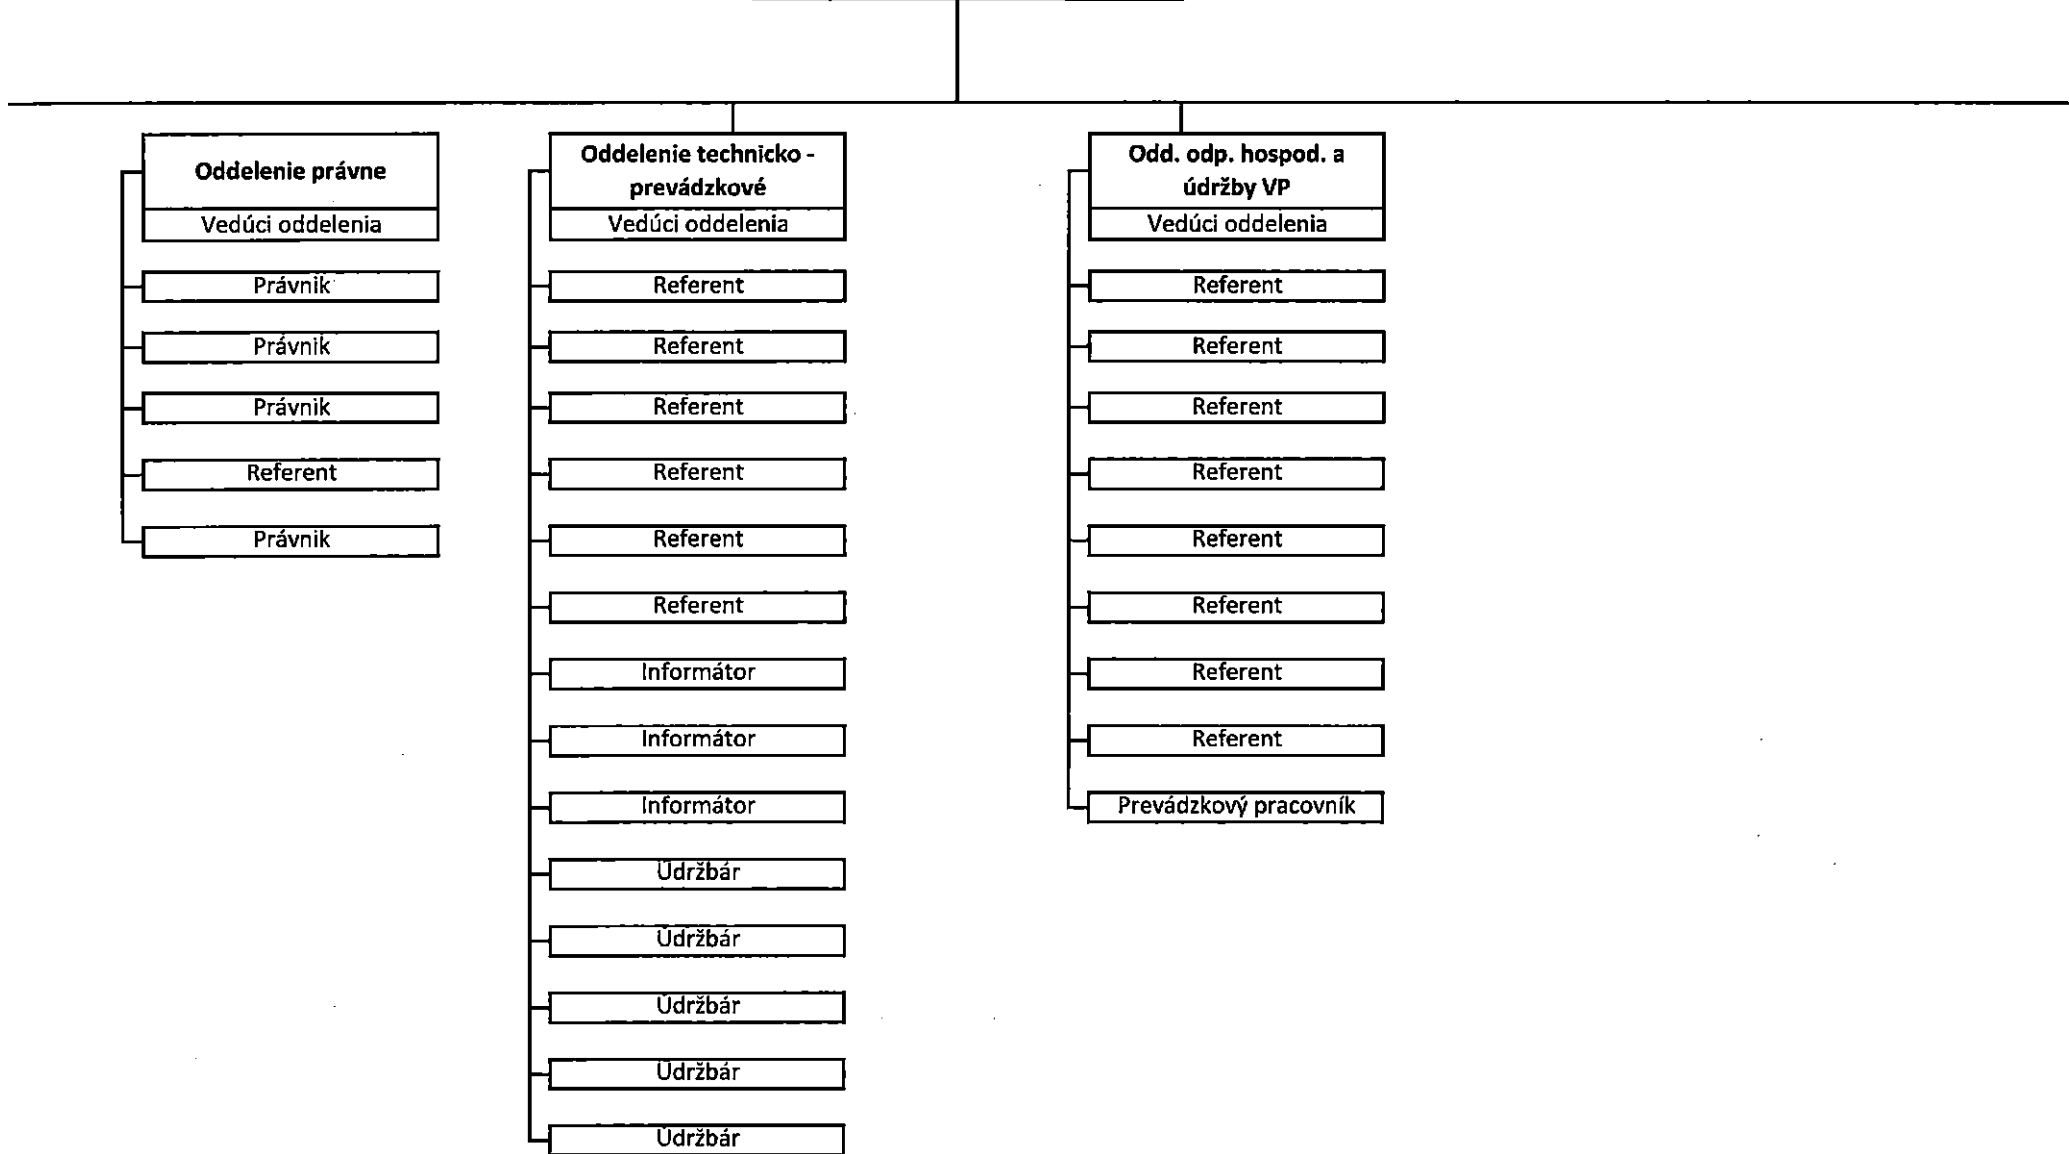 Oddelenie právne
Vedúci oddelenia
Právnik
Právnik
Právnik
Referent
Právnik
Oddelenie technicko -
prevádzkové
Vedúci oddelenia
Referent
Referent
Referent
Referent
Referent
Referent
Informátor
Informátor
Informátor
Údržbár
Údržbár
Údržbár
Údržbár
Údržbár
Odd. odp. hospod. a
údržby VP
Vedúci oddelenia
Referent
Referent
Referent
Referent
Referent
Referent
Referent
Referent
Prevádzkový pracovník